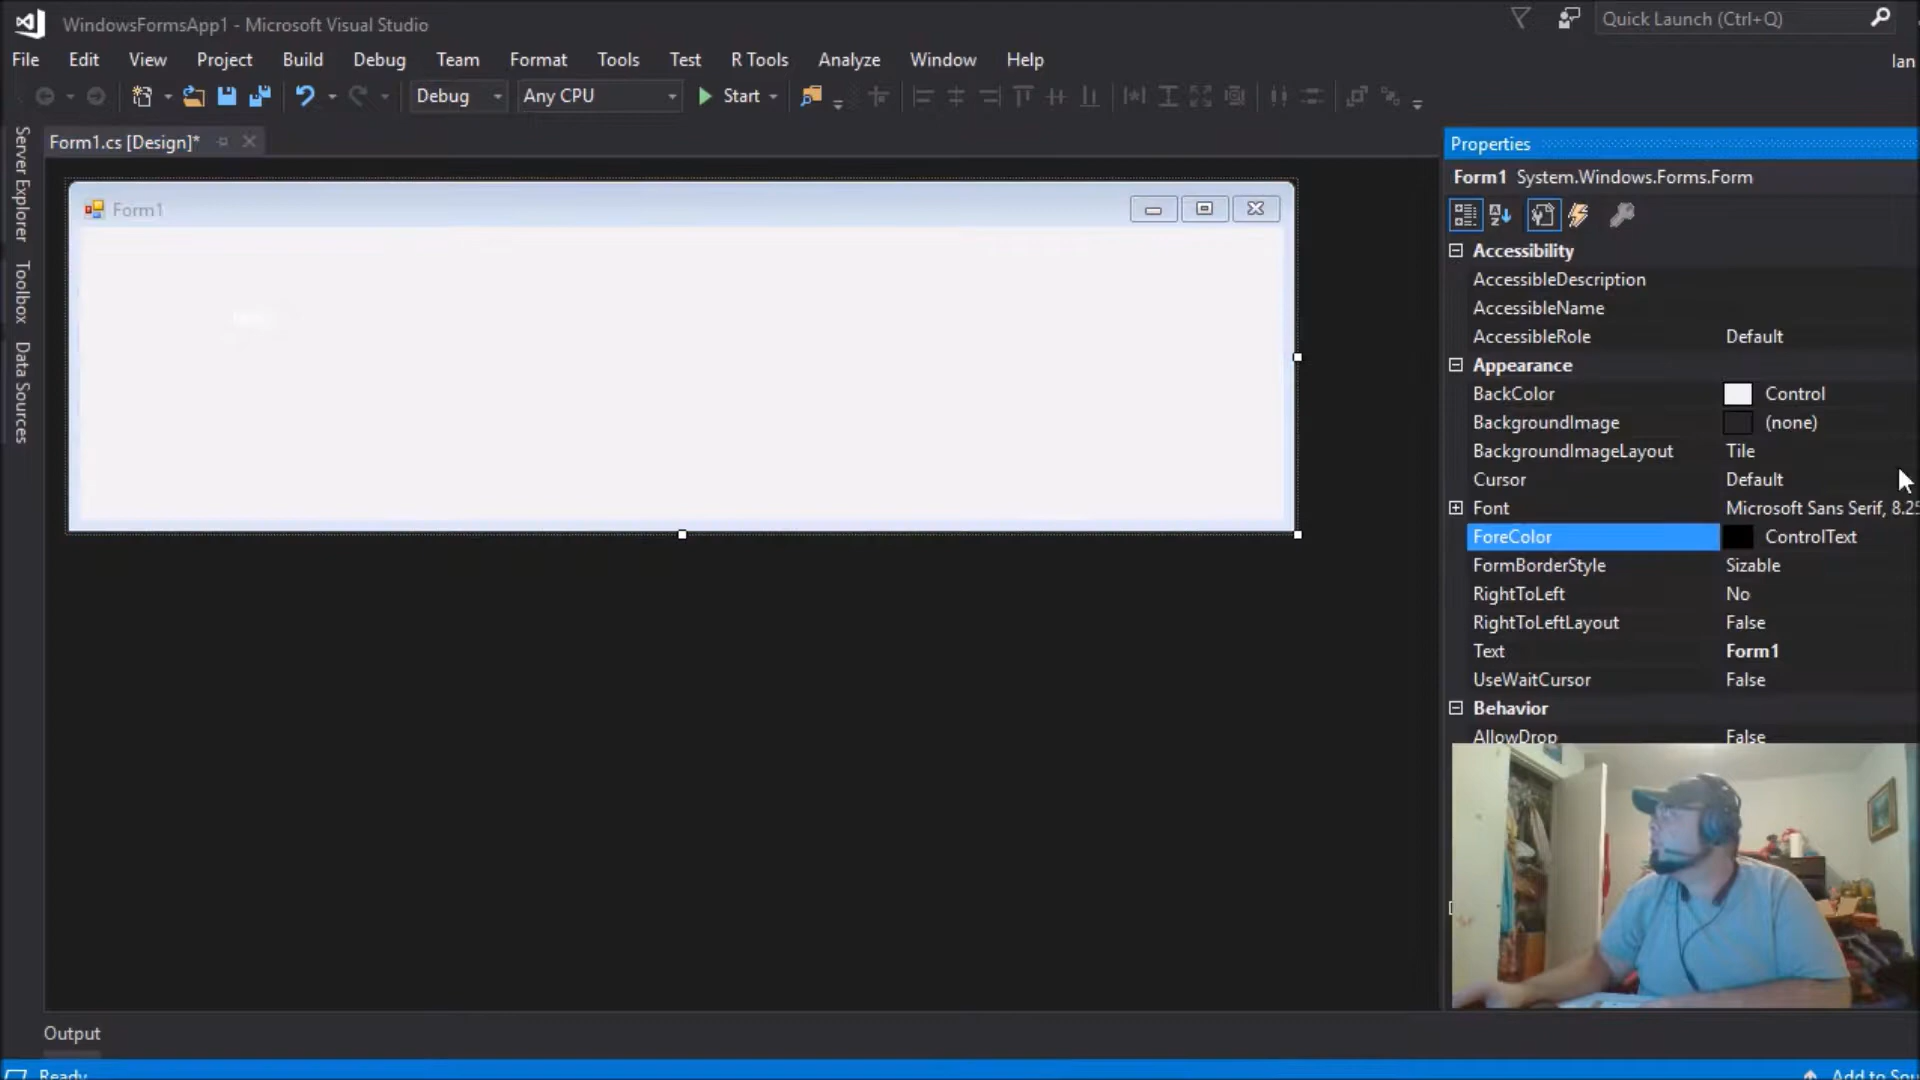 WindowsFormsApp1 - Microsoft Visual Studio
Quick Launch (Ctrl+Q)
File Edit View Project Build Debug Team Format Tools Test R Tools Analyze Window Help
Ian
Debug Any CPU Start
Server Explorer
Toolbox
Data Sources
Form1.cs [Design]*
Form1
Properties
Form1 System.Windows.Forms.Form
Accessibility
AccessibleDescription
AccessibleName
AccessibleRole Default
Appearance
BackColor Control
BackgroundImage (none)
BackgroundImageLayout Tile
Cursor Default
Font Microsoft Sans Serif, 8.25
ForeColor ControlText
FormBorderStyle Sizable
RightToLeft No
RightToLeftLayout False
Text Form1
UseWaitCursor False
Behavior
AllowDrop False
Output
Ready
Add to Sou